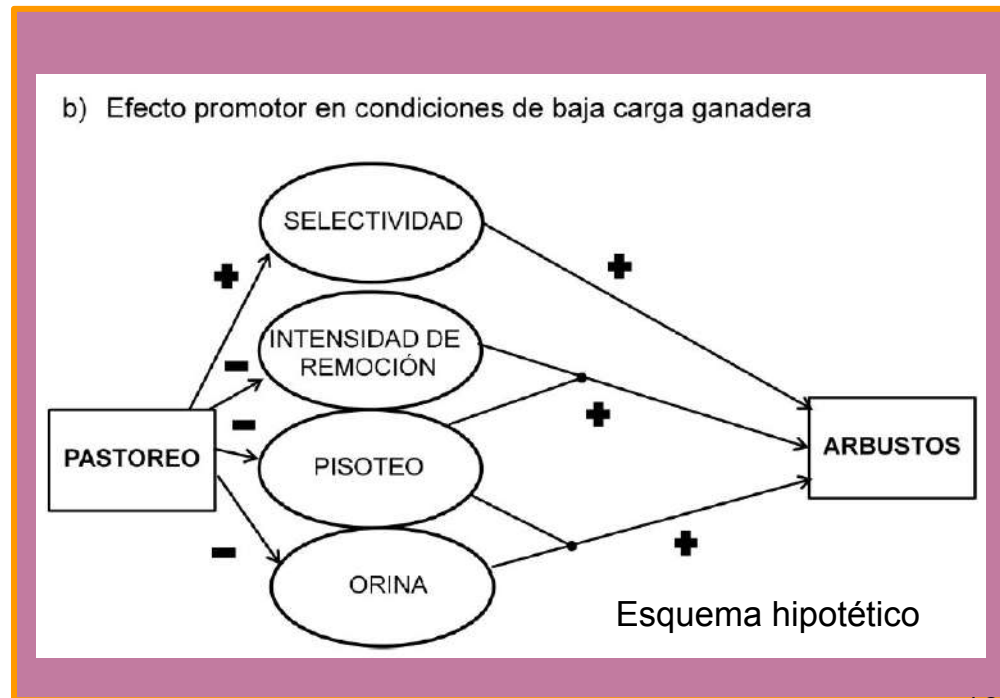 b) Efecto promotor en condiciones de baja carga ganadera
SELECTIVIDAD
+
+
INTENSIDAD DE
REMOCIÓN
-
-
+
PASTOREO
PISOTEO
ARBUSTOS
-
+
ORINA
Esquema hipotético